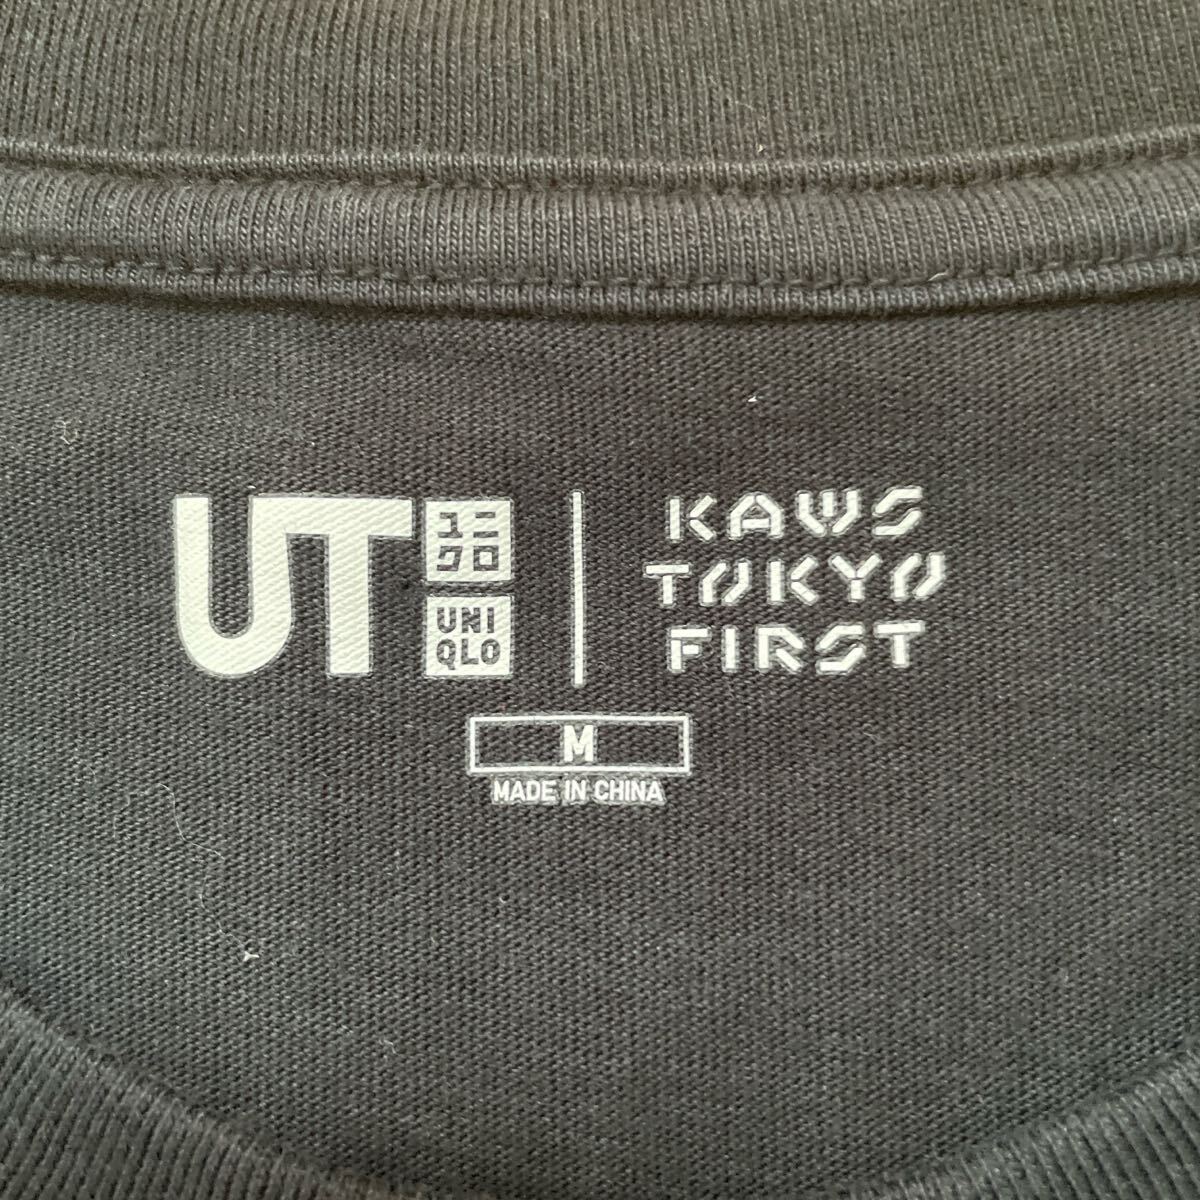 UT
ユニ
クロ
UNI
QLO
KAWS
TOKYO
FIRST
M
MADE IN CHINA